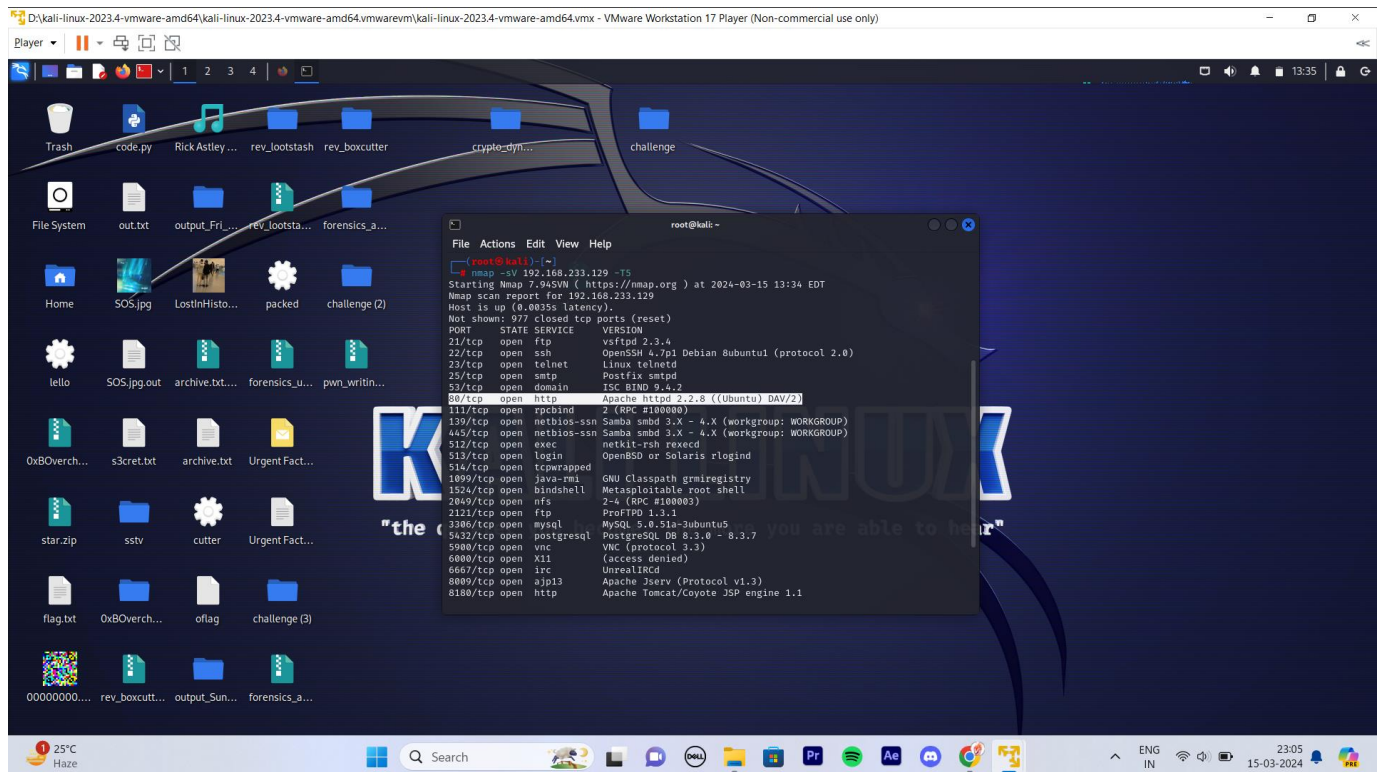 D:\kali-linux-2023.4-vmware-amd64\kali-linux-2023.4-vmware-amd64.vmwarevm\kali-linux-2023.4-vmware-amd64.vmx - VMware Workstation 17 Player (Non-commercial use only)
Player
1 2 3 4
13:35
Trash
code.py
Rick Astley ...
rev_lootstash
rev_boxcutter
crypto_dyn...
challenge
File System
out.txt
output_Fri_...
rev_lootsta...
forensics_a...
Home
SOS.jpg
LostInHisto...
packed
challenge (2)
lello
SOS.jpg.out
archive.txt....
forensics_u...
pwn_writin...
0xBOverch...
s3cret.txt
archive.txt
Urgent Fact...
star.zip
sstv
cutter
Urgent Fact...
flag.txt
0xBOverch...
oflag
challenge (3)
00000000....
rev_boxcutt...
output_Sun...
forensics_a...
root@kali: ~
File Actions Edit View Help
(root㉿kali)-[~]
# nmap -sV 192.168.233.129 -T5
Starting Nmap 7.94SVN ( https://nmap.org ) at 2024-03-15 13:34 EDT
Nmap scan report for 192.168.233.129
Host is up (0.0035s latency).
Not shown: 977 closed tcp ports (reset)
PORT STATE SERVICE VERSION
21/tcp open ftp vsftpd 2.3.4
22/tcp open ssh OpenSSH 4.7p1 Debian 8ubuntu1 (protocol 2.0)
23/tcp open telnet Linux telnetd
25/tcp open smtp Postfix smtpd
53/tcp open domain ISC BIND 9.4.2
80/tcp open http Apache httpd 2.2.8 ((Ubuntu) DAV/2)
111/tcp open rpcbind 2 (RPC #100000)
139/tcp open netbios-ssn Samba smbd 3.X - 4.X (workgroup: WORKGROUP)
445/tcp open netbios-ssn Samba smbd 3.X - 4.X (workgroup: WORKGROUP)
512/tcp open exec netkit-rsh rexecd
513/tcp open login OpenBSD or Solaris rlogind
514/tcp open tcpwrapped
1099/tcp open java-rmi GNU Classpath grmiregistry
1524/tcp open bindshell Metasploitable root shell
2049/tcp open nfs 2-4 (RPC #100003)
2121/tcp open ftp ProFTPD 1.3.1
3306/tcp open mysql MySQL 5.0.51a-3ubuntu5
5432/tcp open postgresql PostgreSQL DB 8.3.0 - 8.3.7
5900/tcp open vnc VNC (protocol 3.3)
6000/tcp open X11 (access denied)
6667/tcp open irc UnrealIRCd
8009/tcp open ajp13 Apache Jserv (Protocol v1.3)
8180/tcp open http Apache Tomcat/Coyote JSP engine 1.1
"the you are able to hear"
1
25°C
Haze
Search
DELL
Pr
Ae
ENG
IN
23:05
15-03-2024
PRE